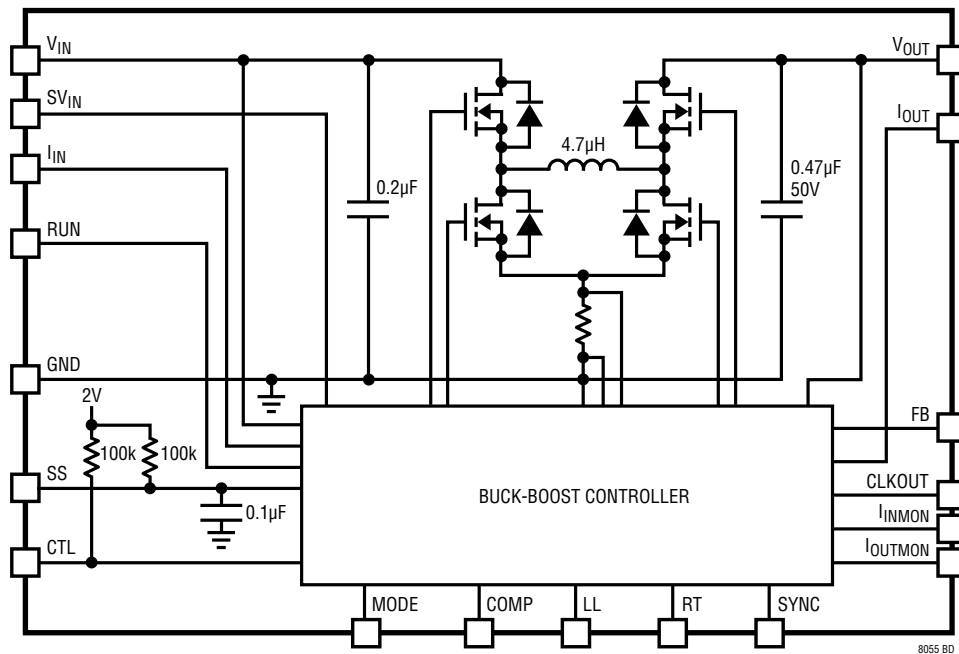 VIN
VOUT
SVIN
IOUT
IIN
4.7µH
0.2µF
0.47µF
50V
RUN
GND
2V
FB
100k
100k
SS
CLKOUT
BUCK-BOOST CONTROLLER
0.1µF
IINMON
CTL
IOUTMON
MODE
COMP
LL
RT
SYNC
8055 BD